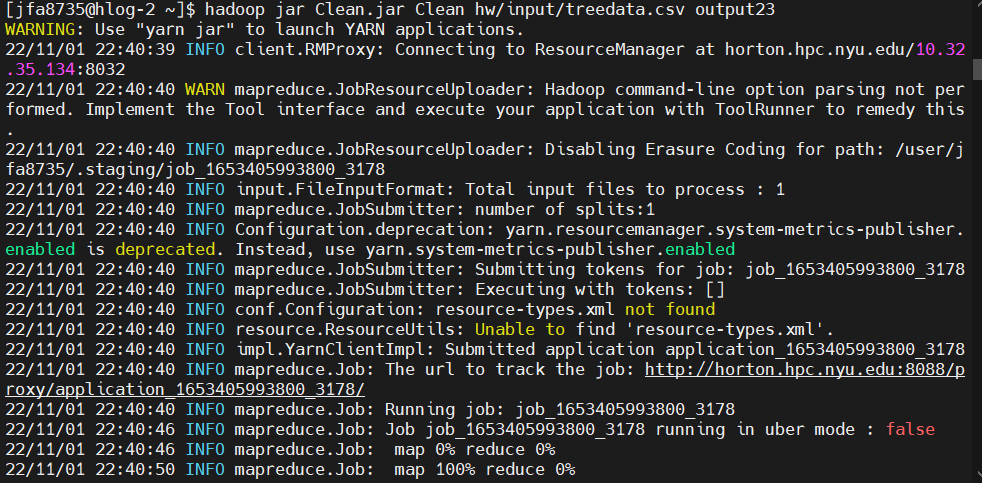 [jfa8735@hlog-2 ~]$ hadoop jar Clean.jar Clean hw/input/treedata.csv output23
WARNING: Use "yarn jar" to launch YARN applications.
22/11/01 22:40:39 INFO client.RMProxy: Connecting to ResourceManager at horton.hpc.nyu.edu/10.32
.35.134:8032
22/11/01 22:40:40 WARN mapreduce.JobResourceUploader: Hadoop command-line option parsing not per
formed. Implement the Tool interface and execute your application with ToolRunner to remedy this
.
22/11/01 22:40:40 INFO mapreduce.JobResourceUploader: Disabling Erasure Coding for path: /user/j
fa8735/.staging/job_1653405993800_3178
22/11/01 22:40:40 INFO input.FileInputFormat: Total input files to process : 1
22/11/01 22:40:40 INFO mapreduce.JobSubmitter: number of splits:1
22/11/01 22:40:40 INFO Configuration.deprecation: yarn.resourcemanager.system-metrics-publisher.
enabled is deprecated. Instead, use yarn.system-metrics-publisher.enabled
22/11/01 22:40:40 INFO mapreduce.JobSubmitter: Submitting tokens for job: job_1653405993800_3178
22/11/01 22:40:40 INFO mapreduce.JobSubmitter: Executing with tokens: []
22/11/01 22:40:40 INFO conf.Configuration: resource-types.xml not found
22/11/01 22:40:40 INFO resource.ResourceUtils: Unable to find 'resource-types.xml'.
22/11/01 22:40:40 INFO impl.YarnClientImpl: Submitted application application_1653405993800_3178
22/11/01 22:40:40 INFO mapreduce.Job: The url to track the job: http://horton.hpc.nyu.edu:8088/p
roxy/application_1653405993800_3178/
22/11/01 22:40:40 INFO mapreduce.Job: Running job: job_1653405993800_3178
22/11/01 22:40:46 INFO mapreduce.Job: Job job_1653405993800_3178 running in uber mode : false
22/11/01 22:40:46 INFO mapreduce.Job:  map 0% reduce 0%
22/11/01 22:40:50 INFO mapreduce.Job:  map 100% reduce 0%